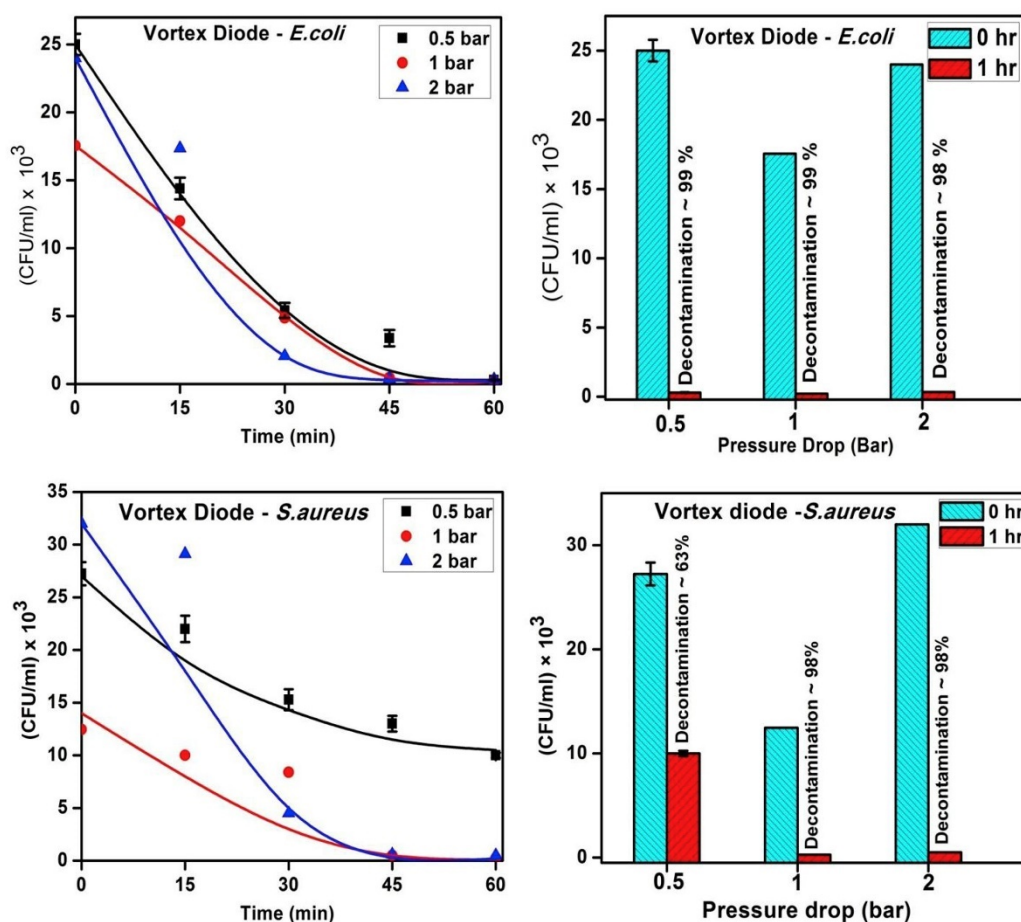 Vortex Diode - E.coli
0.5 bar
1 bar
2 bar
25
20
15
10
5
0
(CFU/ml) × 10³
0 15 30 45 60
Time (min)
Vortex Diode - E.coli
0 hr
1 hr
25
20
15
10
5
0
(CFU/ml) × 10³
Decontamination ~ 99 %
Decontamination ~ 99 %
Decontamination ~ 98 %
0.5 1 2
Pressure Drop (Bar)
Vortex Diode - S.aureus
0.5 bar
1 bar
2 bar
35
30
25
20
15
10
5
0
(CFU/ml) x 10³
0 15 30 45 60
Time (min)
Vortex diode -S.aureus
0 hr
1 hr
30
20
10
0
(CFU/ml) × 10³
Decontamination ~ 63%
Decontamination ~ 98%
Decontamination ~ 98%
0.5 1 2
Pressure drop (bar)